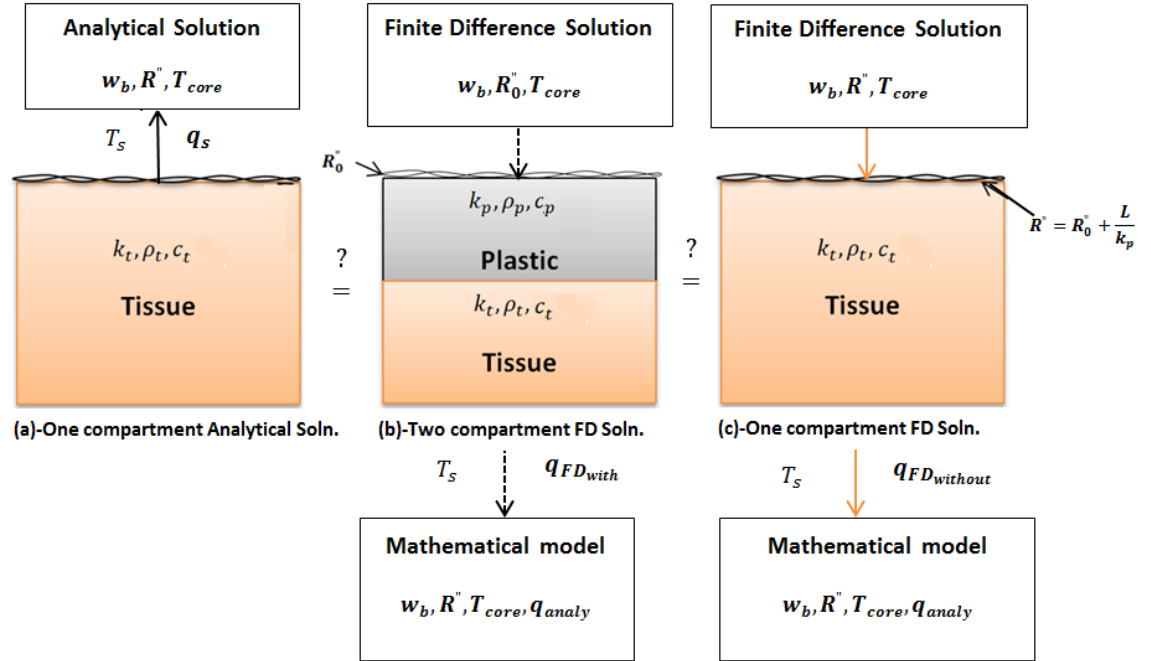 Analytical Solution
w_b, R", T_core
T_s q_s
k_t, ρ_t, c_t
Tissue
(a)-One compartment Analytical Soln.
? =
Finite Difference Solution
w_b, R_0", T_core
R_0"
k_p, ρ_p, c_p
Plastic
k_t, ρ_t, c_t
Tissue
(b)-Two compartment FD Soln.
T_s q_FD_with
Mathematical model
w_b, R", T_core, q_analy
? =
Finite Difference Solution
w_b, R", T_core
R" = R_0" + L/k_p
k_t, ρ_t, c_t
Tissue
(c)-One compartment FD Soln.
T_s q_FD_without
Mathematical model
w_b, R", T_core, q_analy